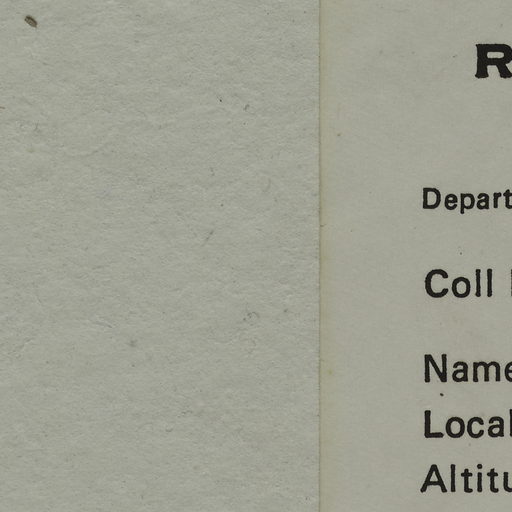 R
Depart
Coll
Name
Local
Altitu